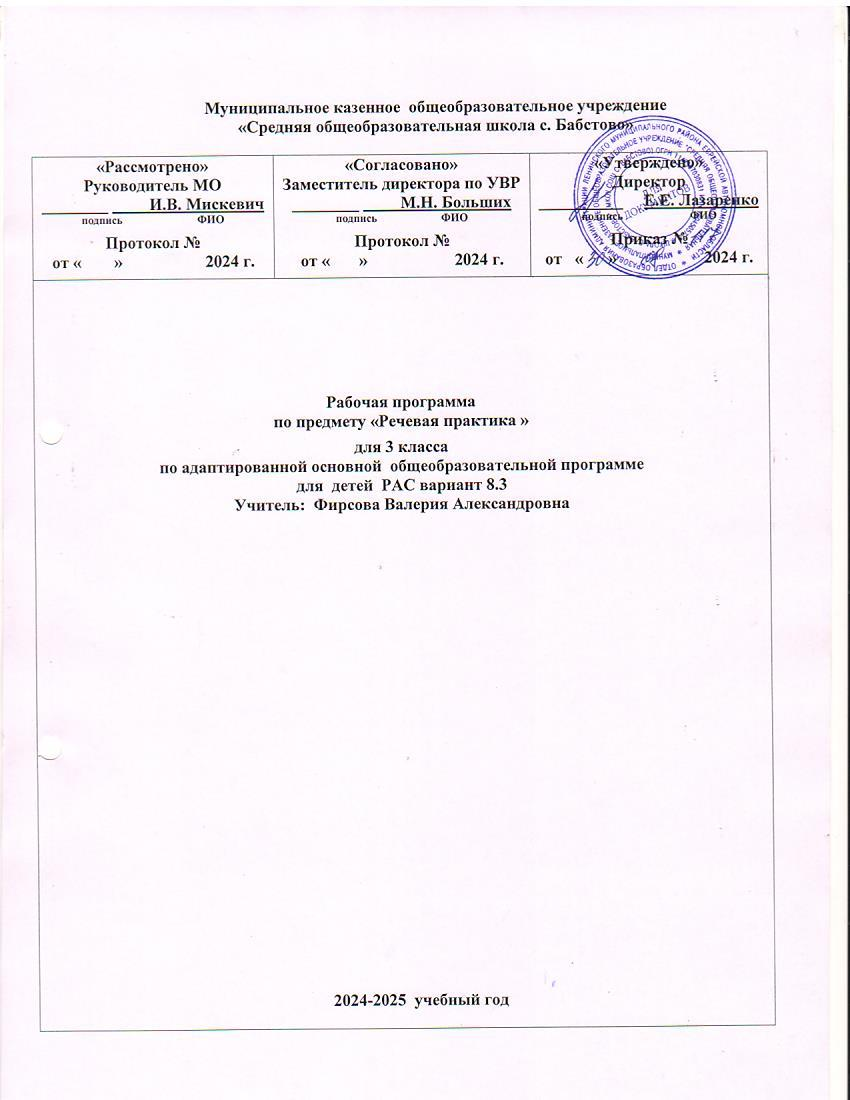 Муниципальное казенное общеобразовательное учреждение
«Средняя общеобразовательная школа с. Бабстово»
«Рассмотрено»
Руководитель МО
И.В. Мискевич
подпись ФИО
Протокол №
от « » 2024 г.
«Согласовано»
Заместитель директора по УВР
М.Н. Больших
подпись ФИО
Протокол №
от « » 2024 г.
«Утверждено»
Директор
Е.Е. Лазаренко
подпись ФИО
Приказ №
от « 30 » 2024 г.
Рабочая программа
по предмету «Речевая практика »
для 3 класса
по адаптированной основной общеобразовательной программе
для детей РАС вариант 8.3
Учитель: Фирсова Валерия Александровна
2024-2025 учебный год